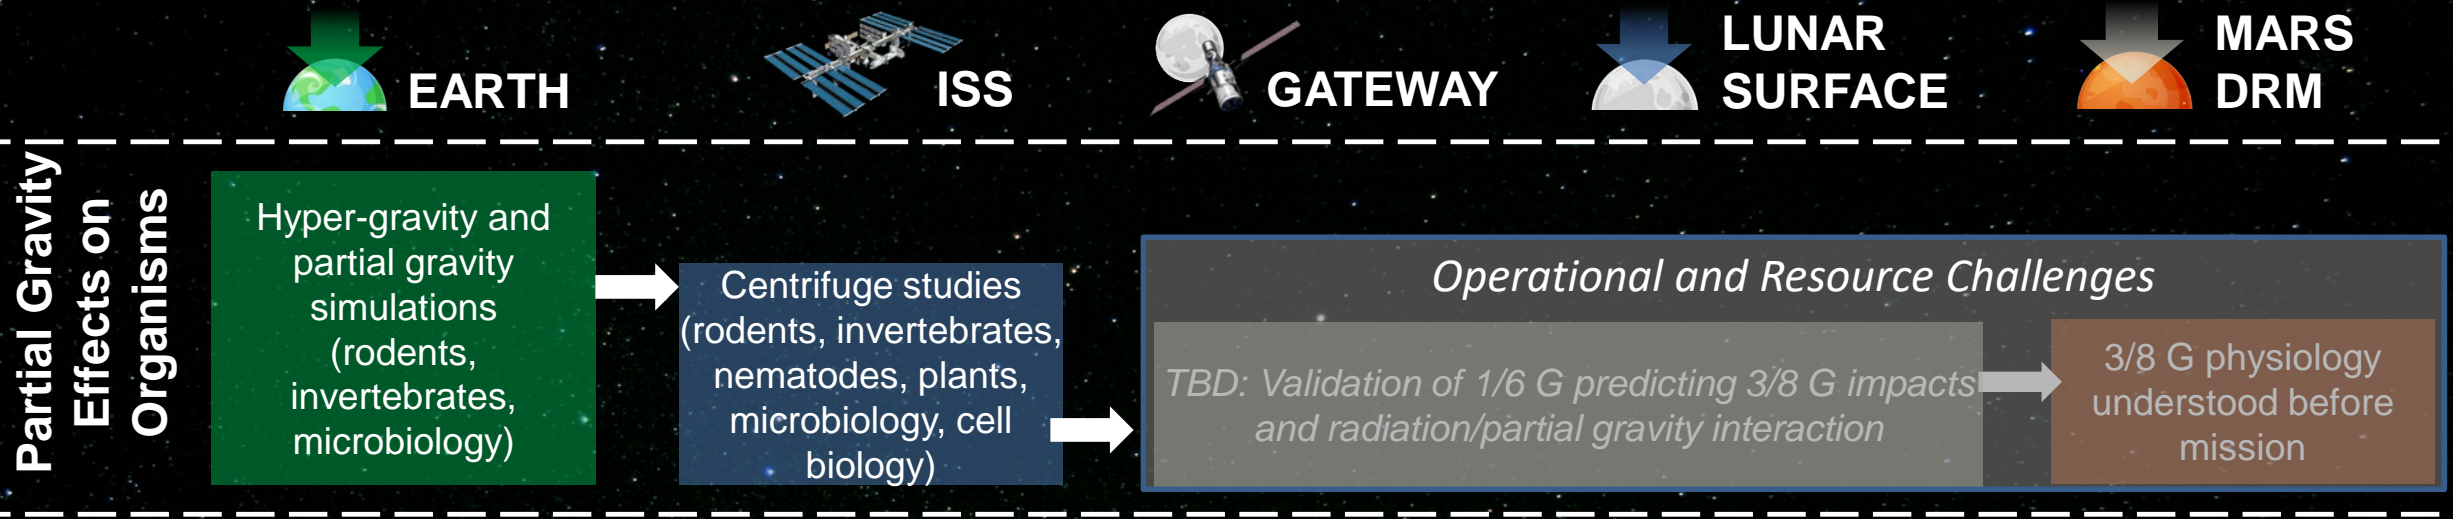 EARTH
ISS
GATEWAY
LUNAR
SURFACE
MARS
DRM
Partial Gravity
Effects on
Organisms
Hyper-gravity and
partial gravity
simulations
(rodents,
invertebrates,
microbiology)
Centrifuge studies
(rodents, invertebrates,
nematodes, plants,
microbiology, cell
biology)
Operational and Resource Challenges
TBD: Validation of 1/6 G predicting 3/8 G impacts
and radiation/partial gravity interaction
3/8 G physiology
understood before
mission